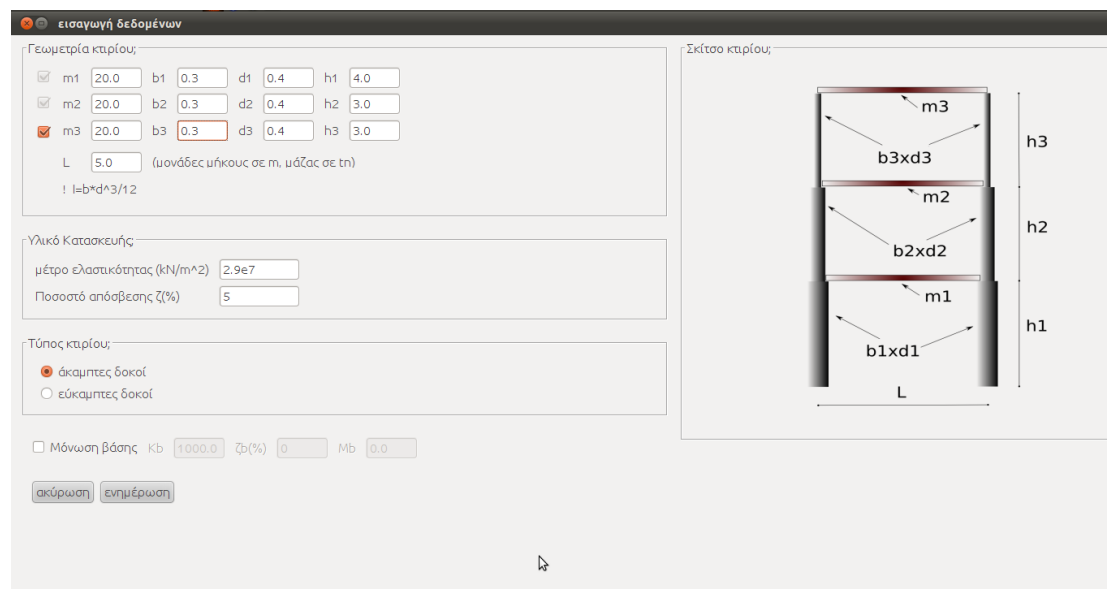 εισαγωγή δεδομένων
Γεωμετρία κτιρίου;
m1 20.0 b1 0.3 d1 0.4 h1 4.0
m2 20.0 b2 0.3 d2 0.4 h2 3.0
m3 20.0 b3 0.3 d3 0.4 h3 3.0
L 5.0 (μονάδες μήκους σε m, μάζας σε tn)
! I=b*d^3/12
Υλικό Κατασκευής;
μέτρο ελαστικότητας (kN/m^2) 2.9e7
Ποσοστό απόσβεσης ζ(%) 5
Τύπος κτιρίου;
άκαμπτες δοκοί
εύκαμπτες δοκοί
Μόνωση βάσης Kb 1000.0 ζb(%) 0 Mb 0.0
ακύρωση ενημέρωση
Σκίτσο κτιρίου;
m3
h3
b3xd3
m2
h2
b2xd2
m1
h1
b1xd1
L